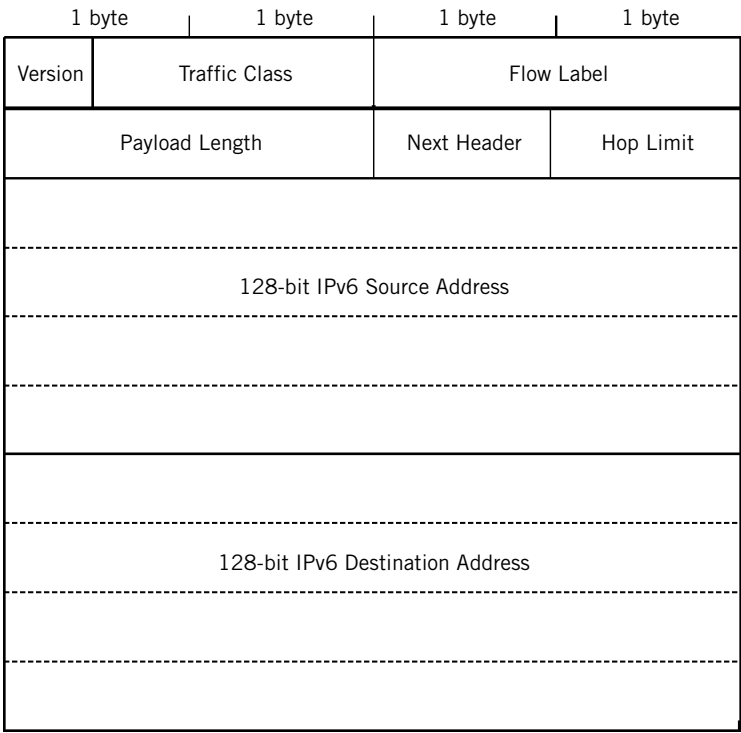 1 byte 1 byte 1 byte 1 byte
Version Traffic Class Flow Label
Payload Length Next Header Hop Limit
128-bit IPv6 Source Address
128-bit IPv6 Destination Address